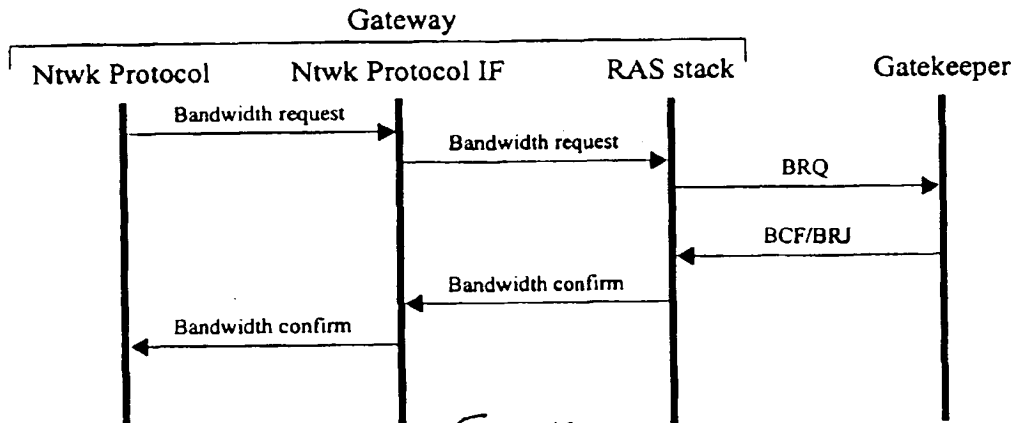 Gateway
Ntwk Protocol Ntwk Protocol IF RAS stack Gatekeeper
Bandwidth request
Bandwidth request
BRQ
BCF/BRJ
Bandwidth confirm
Bandwidth confirm